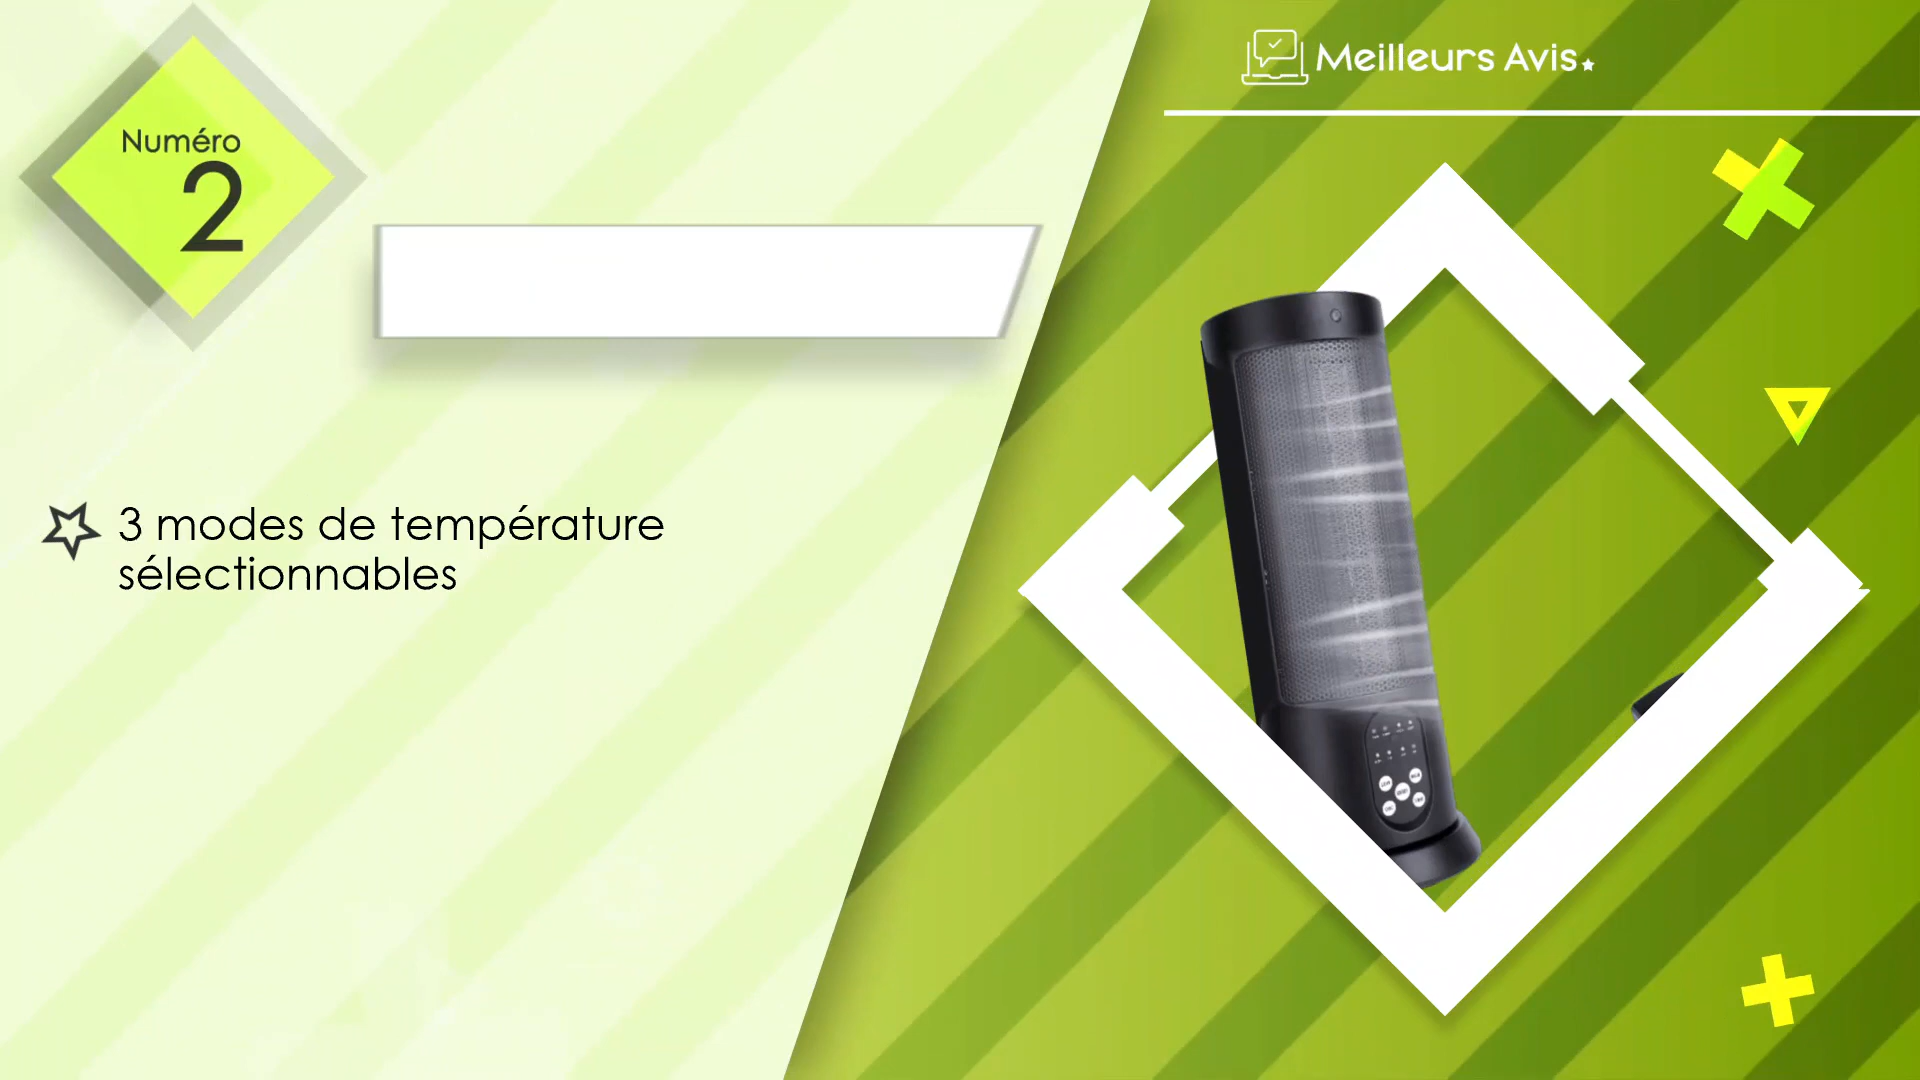 Numéro
2
Meilleurs Avis
3 modes de température
sélectionnables